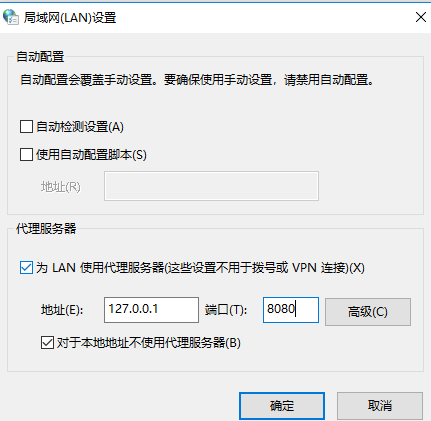 局域网(LAN)设置
自动配置
自动配置会覆盖手动设置。要确保使用手动设置，请禁用自动配置。
自动检测设置(A)
使用自动配置脚本(S)
地址(R)
代理服务器
为 LAN 使用代理服务器(这些设置不用于拨号或 VPN 连接)(X)
地址(E): 127.0.0.1 端口(T): 8080 高级(C)
对于本地地址不使用代理服务器(B)
确定 取消